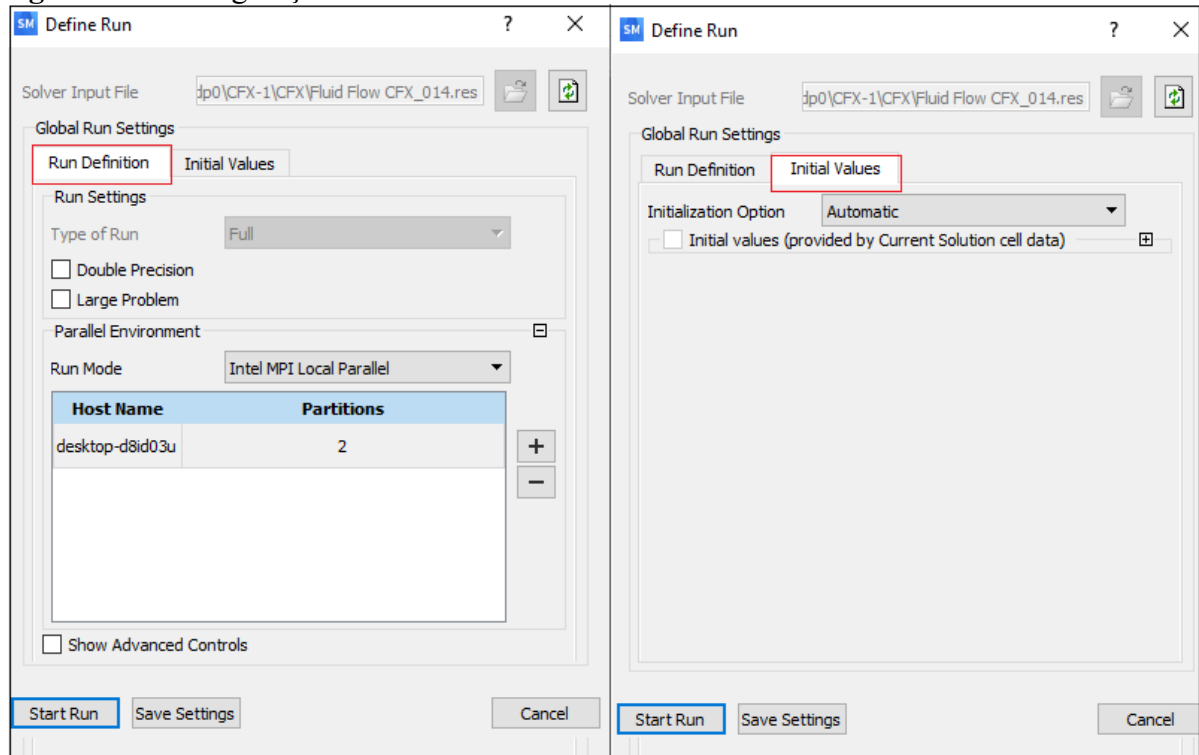 SM Define Run ? ×
Solver Input File dp0\CFX-1\CFX\Fluid Flow CFX_014.res
Global Run Settings
Run Definition Initial Values
Run Settings
Type of Run Full
Double Precision
Large Problem
Parallel Environment
Run Mode Intel MPI Local Parallel
Host Name Partitions
desktop-d8id03u 2
+
−
Show Advanced Controls
Start Run Save Settings Cancel
SM Define Run ? ×
Solver Input File dp0\CFX-1\CFX\Fluid Flow CFX_014.res
Global Run Settings
Run Definition Initial Values
Initialization Option Automatic
Initial values (provided by Current Solution cell data)
Start Run Save Settings Cancel